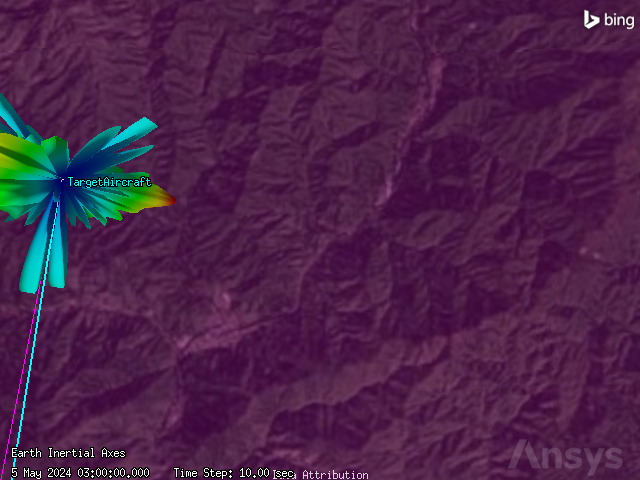 bing
TargetAircraft
Earth Inertial Axes
Ansys
5 May 2024 03:00:00.000 Time Step: 10.00 sec
Attribution